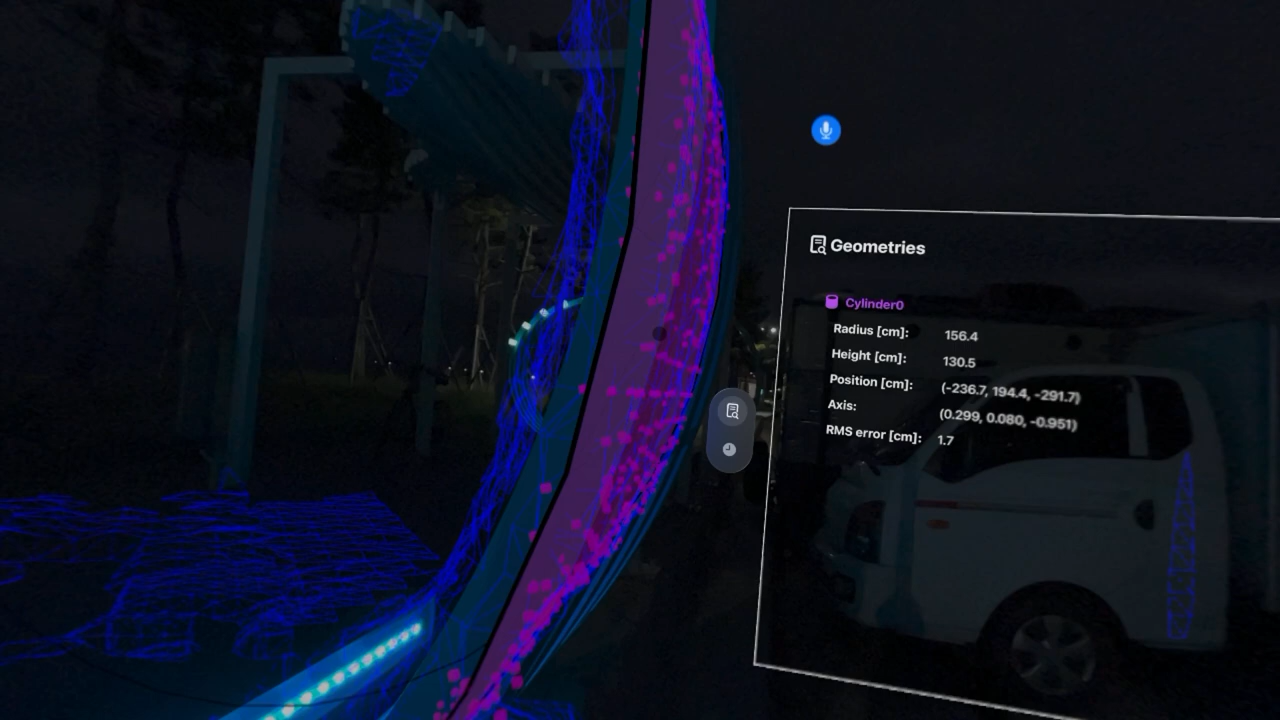 Geometries
Cylinder0
Radius [cm]: 156.4
Height [cm]: 130.5
Position [cm]: (-236.7, 194.4, -291.7)
Axis: (0.299, 0.080, -0.951)
RMS error [cm]: 1.7